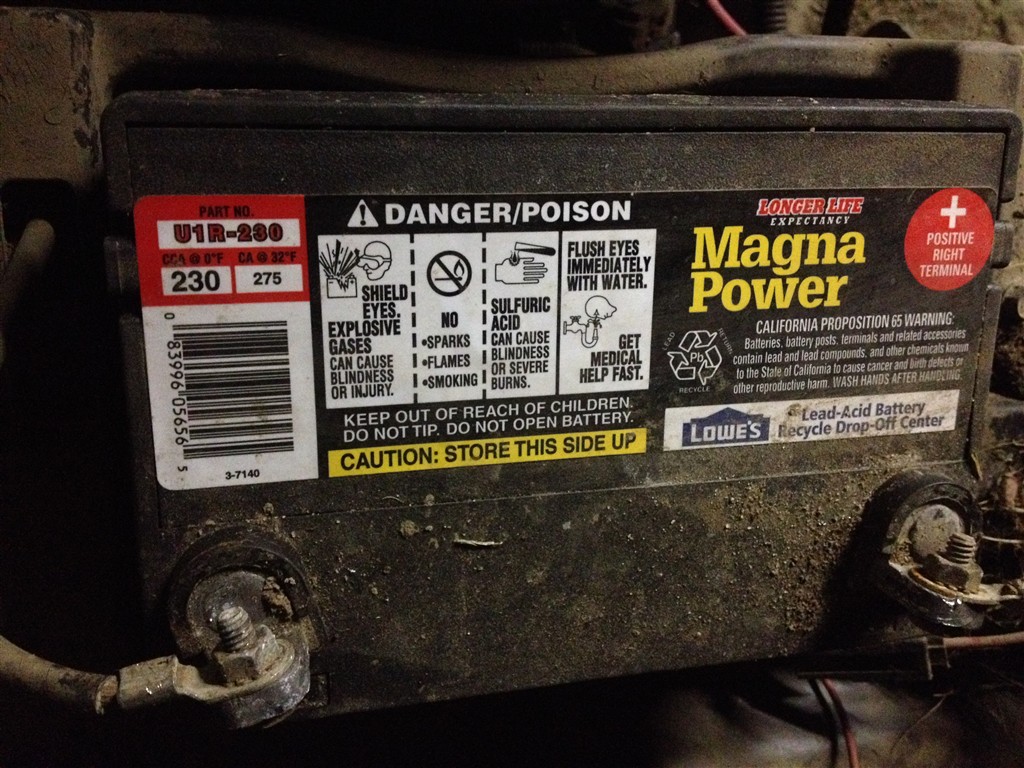 PART NO.
U1R-230
CCA @ 0°F CA @ 32°F
230 275
0 83996-05656 5
3-7140
DANGER/POISON
SHIELD
EYES.
EXPLOSIVE
GASES
CAN CAUSE
BLINDNESS
OR INJURY.
NO
•SPARKS
•FLAMES
•SMOKING
SULFURIC
ACID
CAN CAUSE
BLINDNESS
OR SEVERE
BURNS.
FLUSH EYES
IMMEDIATELY
WITH WATER.
GET
MEDICAL
HELP FAST.
KEEP OUT OF REACH OF CHILDREN.
DO NOT TIP. DO NOT OPEN BATTERY.
CAUTION: STORE THIS SIDE UP
LONGER LIFE
EXPECTANCY
Magna
Power
+
POSITIVE
RIGHT
TERMINAL
LEAD
RETURN
Pb
RECYCLE
CALIFORNIA PROPOSITION 65 WARNING:
Batteries, battery posts, terminals and related accessories
contain lead and lead compounds, and other chemicals known
to the State of California to cause cancer and birth defects or
other reproductive harm. WASH HANDS AFTER HANDLING.
LOWE'S
Lead-Acid Battery
Recycle Drop-Off Center